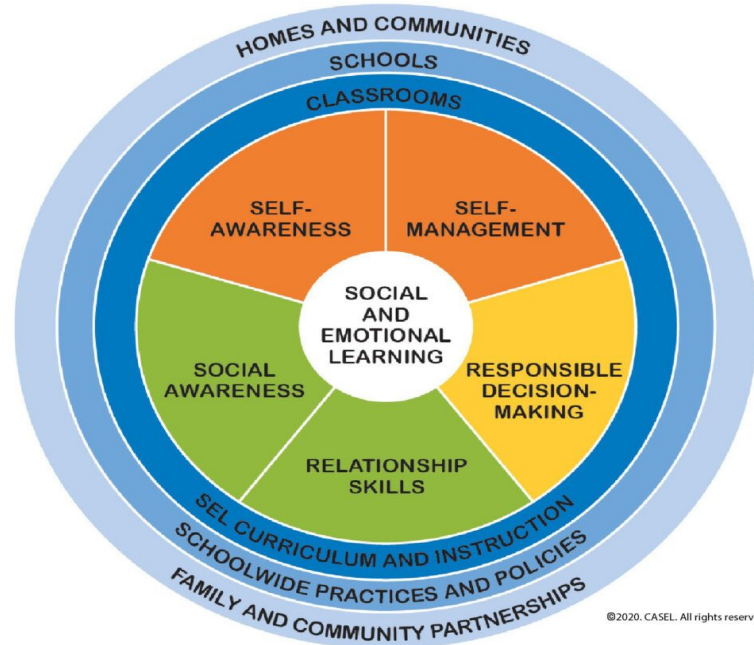 HOMES AND COMMUNITIES
SCHOOLS
CLASSROOMS
SELF-
AWARENESS
SELF-
MANAGEMENT
SOCIAL
AND
EMOTIONAL
LEARNING
SOCIAL
AWARENESS
RESPONSIBLE
DECISION-
MAKING
RELATIONSHIP
SKILLS
SEL CURRICULUM AND INSTRUCTION
SCHOOLWIDE PRACTICES AND POLICIES
FAMILY AND COMMUNITY PARTNERSHIPS
©2020. CASEL. All rights reserv